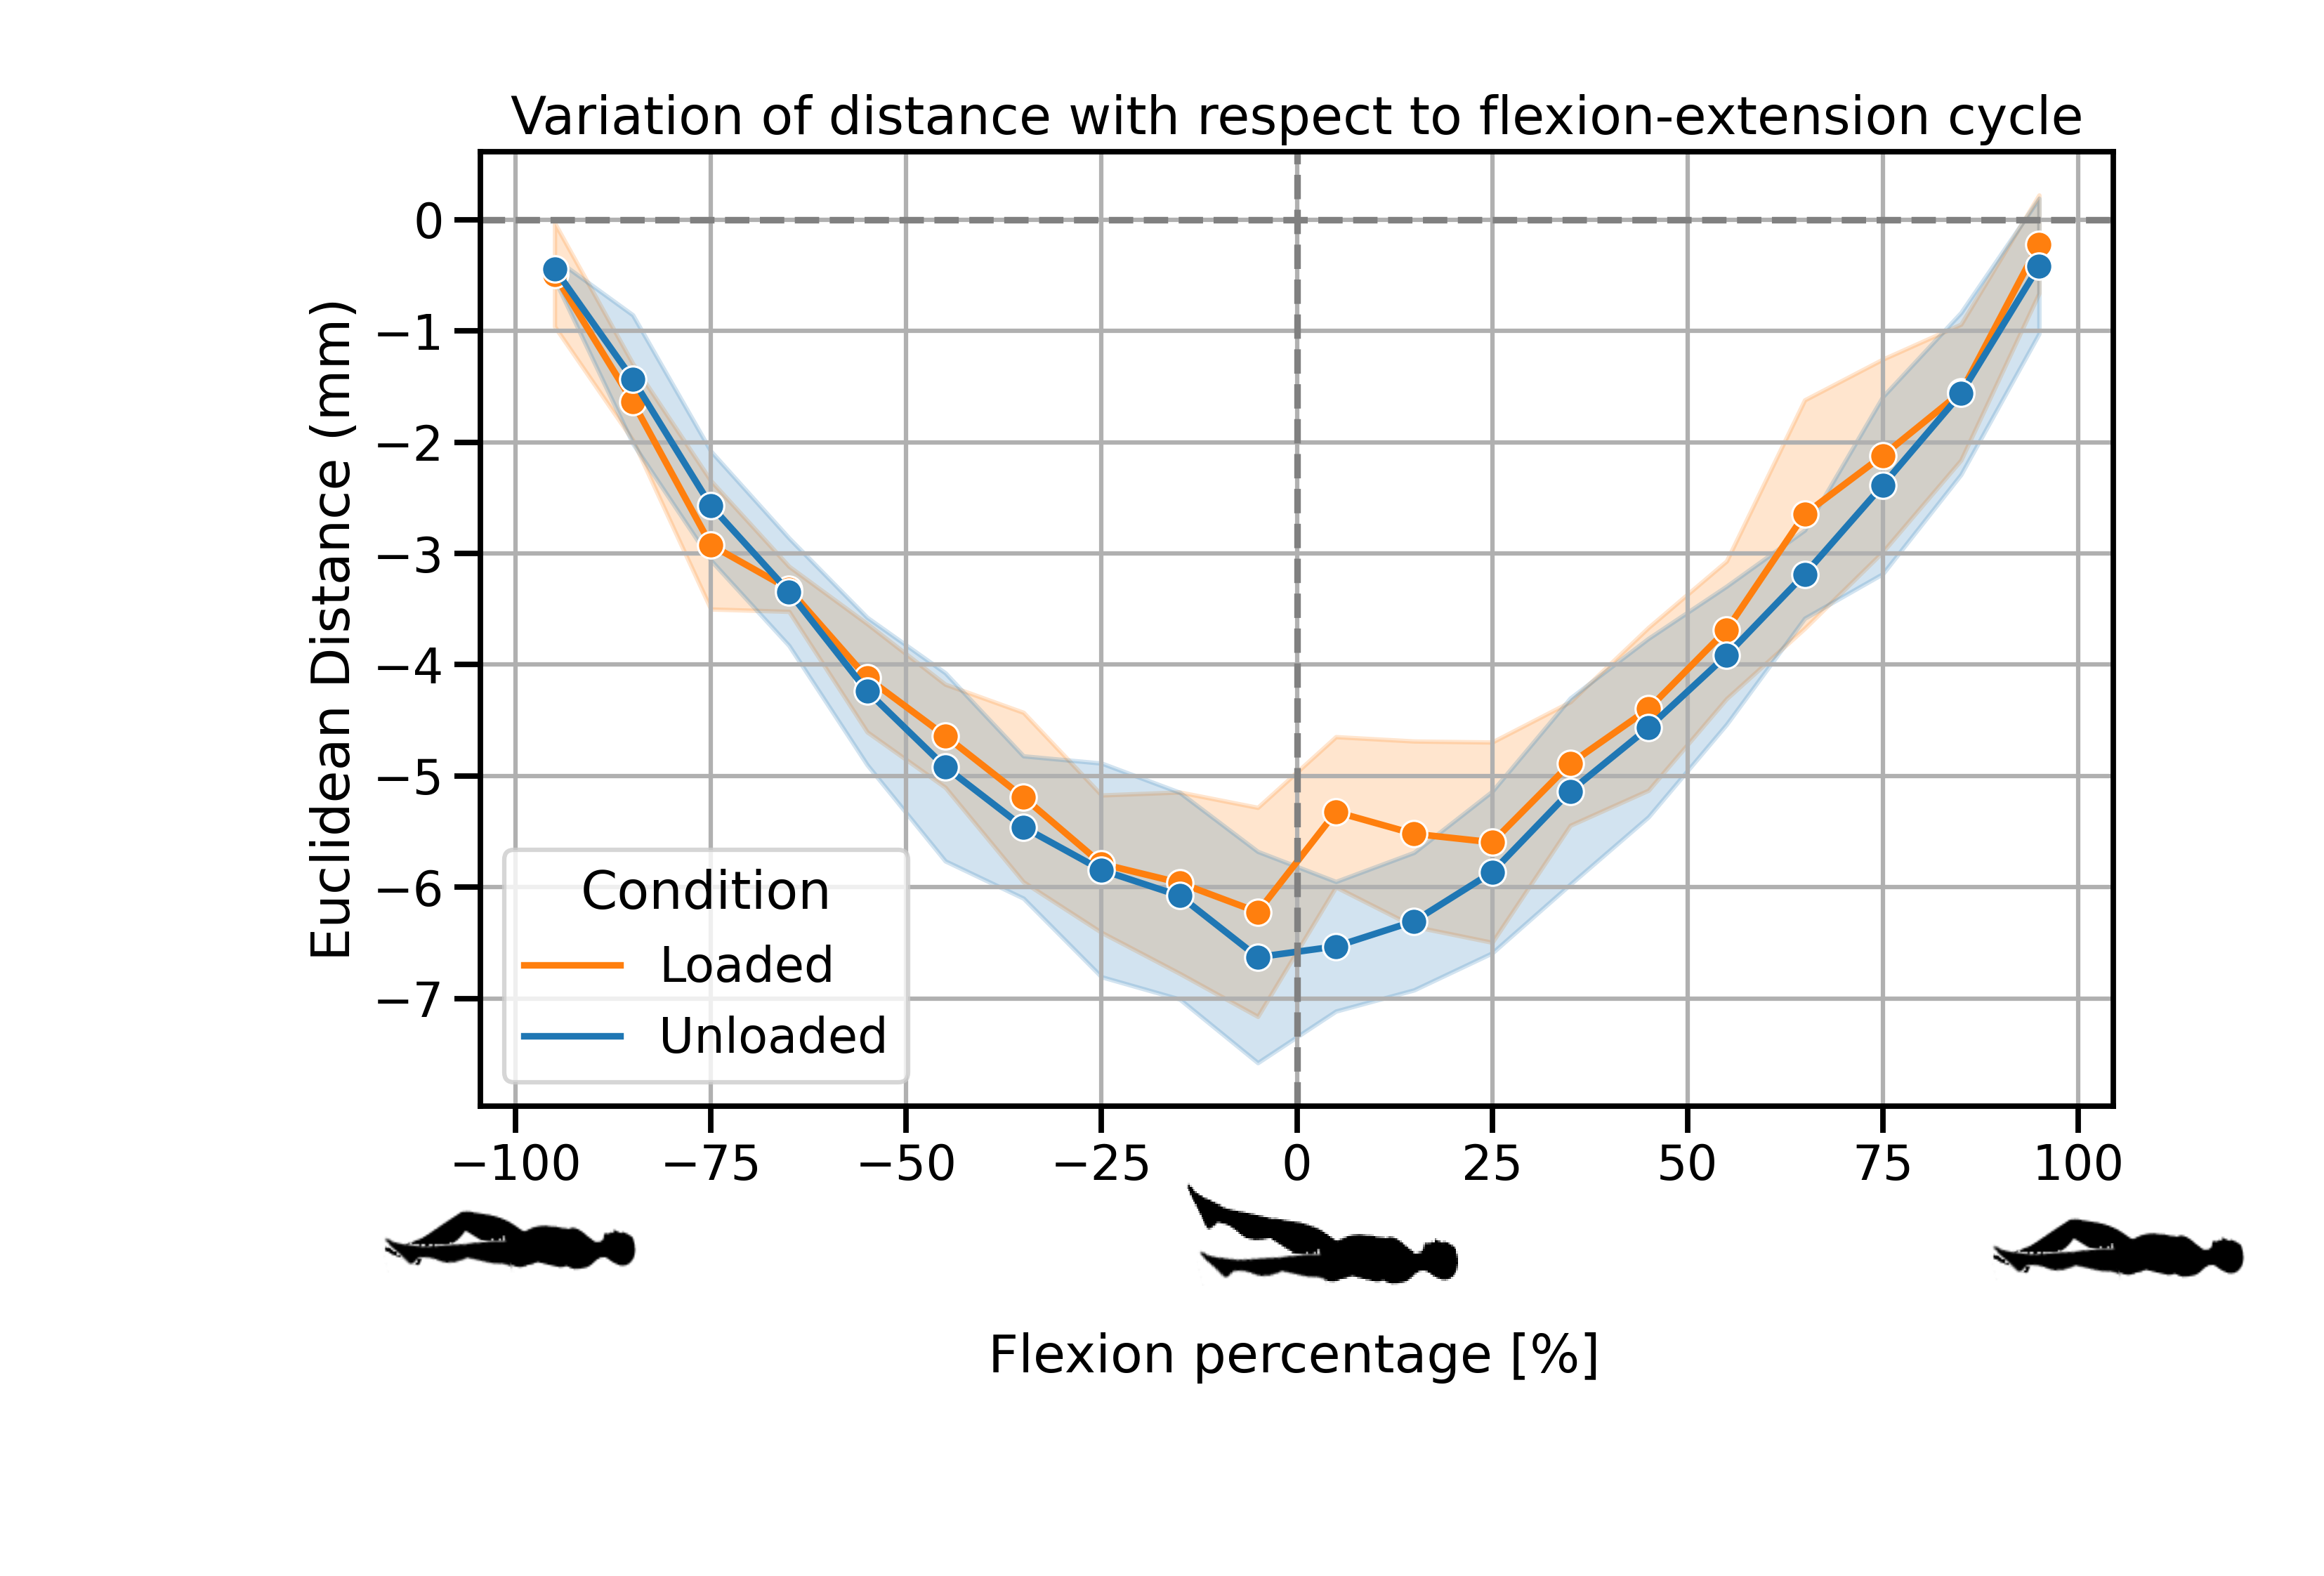 Variation of distance with respect to flexion-extension cycle
Euclidean Distance (mm)
0
−1
−2
−3
−4
−5
−6
−7
Condition
Loaded
Unloaded
−100 −75 −50 −25 0 25 50 75 100
Flexion percentage [%]